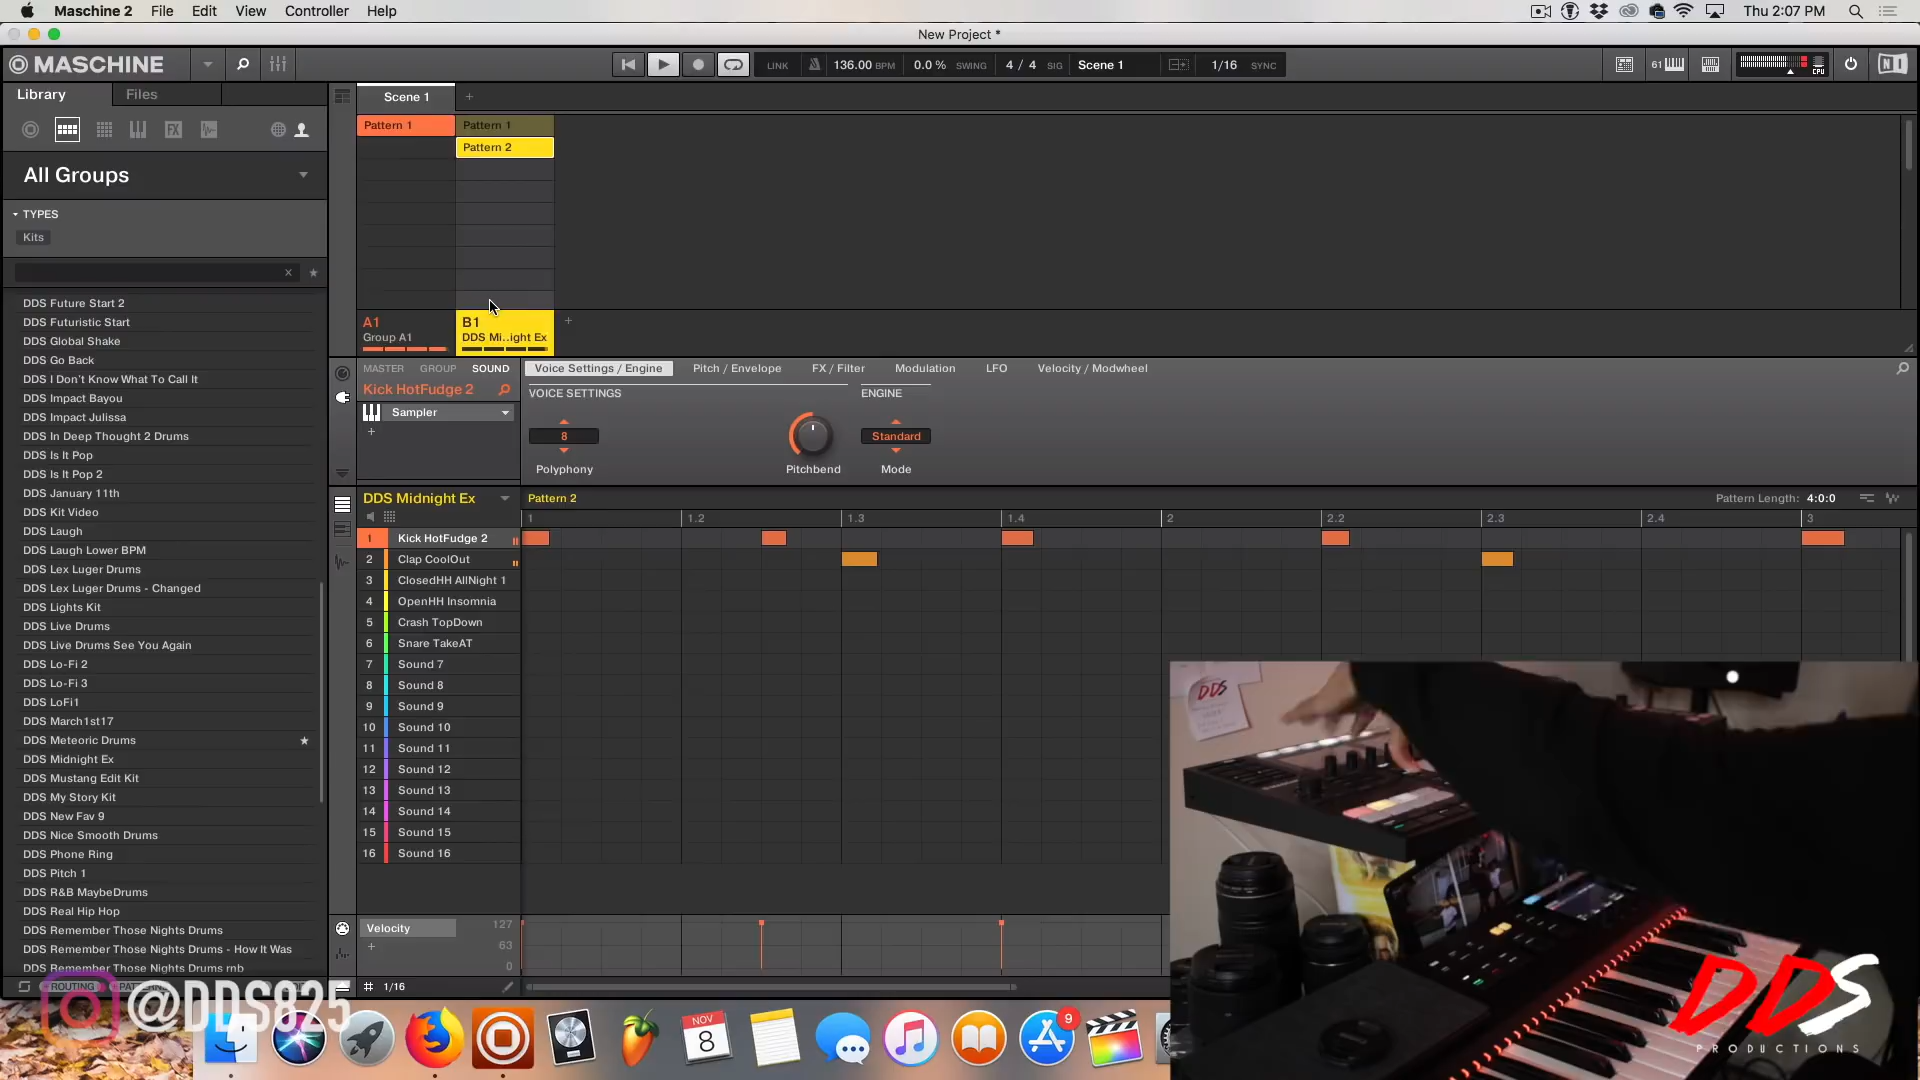 Maschine 2 File Edit View Controller Help
Thu 2:07 PM
New Project *
MASCHINE
LINK 136.00 BPM 0.0 % SWING 4 / 4 SIG Scene 1 1/16 SYNC
61
CPU
NI
Library Files
Scene 1 +
Pattern 1 Pattern 1
Pattern 2
All Groups
TYPES
Kits
A1 B1 +
Group A1 DDS Mi..ight Ex
DDS Future Start 2
DDS Futuristic Start
DDS Global Shake
DDS Go Back
DDS I Don't Know What To Call It
DDS Impact Bayou
DDS Impact Julissa
DDS In Deep Thought 2 Drums
DDS Is It Pop
DDS Is It Pop 2
DDS January 11th
DDS Kit Video
DDS Laugh
DDS Laugh Lower BPM
DDS Lex Luger Drums
DDS Lex Luger Drums - Changed
DDS Lights Kit
DDS Live Drums
DDS Live Drums See You Again
DDS Lo-Fi 2
DDS Lo-Fi 3
DDS LoFi1
DDS March1st17
DDS Meteoric Drums
DDS Midnight Ex
DDS Mustang Edit Kit
DDS My Story Kit
DDS New Fav 9
DDS Nice Smooth Drums
DDS Phone Ring
DDS Pitch 1
DDS R&B MaybeDrums
DDS Real Hip Hop
DDS Remember Those Nights Drums
DDS Remember Those Nights Drums - How It Was
DDS Remember Those Nights Drums rnb
MASTER GROUP SOUND
Kick HotFudge 2
Sampler
+
Voice Settings / Engine Pitch / Envelope FX / Filter Modulation LFO Velocity / Modwheel
VOICE SETTINGS ENGINE
8 Standard
Polyphony Pitchbend Mode
DDS Midnight Ex Pattern 2 Pattern Length: 4:0:0
1 1.2 1.3 1.4 2 2.2 2.3 2.4 3
1 Kick HotFudge 2
2 Clap CoolOut
3 ClosedHH AllNight 1
4 OpenHH Insomnia
5 Crash TopDown
6 Snare TakeAT
7 Sound 7
8 Sound 8
9 Sound 9
10 Sound 10
11 Sound 11
12 Sound 12
13 Sound 13
14 Sound 14
15 Sound 15
16 Sound 16
Velocity 127
+ 63
0
1/16
ROUTING
@DDS825
NOV
8
9
DDS
DDS
PRODUCTIONS